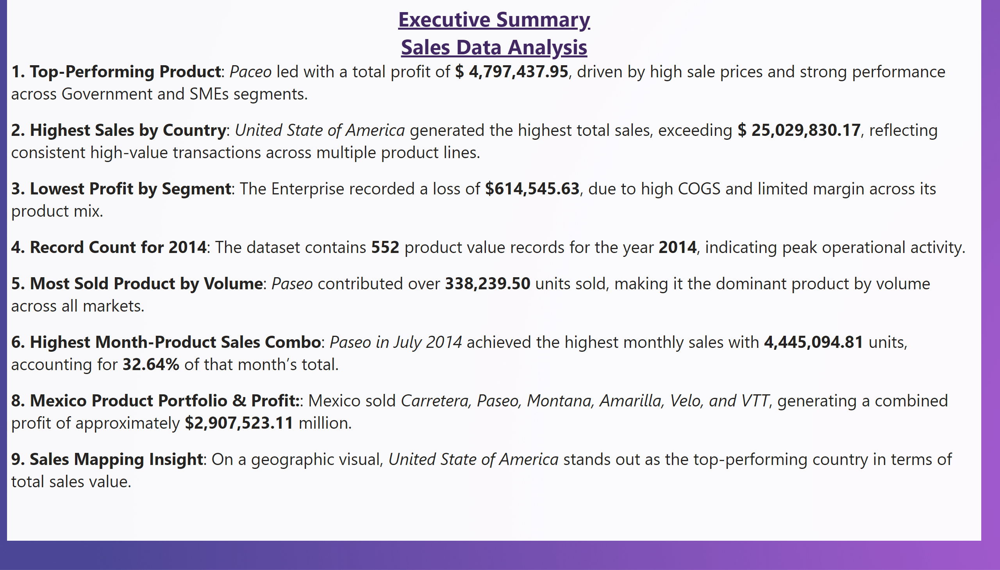 Executive Summary
Sales Data Analysis
1. Top-Performing Product: Paceo led with a total profit of $ 4,797,437.95, driven by high sale prices and strong performance
across Government and SMEs segments.
2. Highest Sales by Country: United State of America generated the highest total sales, exceeding $ 25,029,830.17, reflecting
consistent high-value transactions across multiple product lines.
3. Lowest Profit by Segment: The Enterprise recorded a loss of $614,545.63, due to high COGS and limited margin across its
product mix.
4. Record Count for 2014: The dataset contains 552 product value records for the year 2014, indicating peak operational activity.
5. Most Sold Product by Volume: Paseo contributed over 338,239.50 units sold, making it the dominant product by volume
across all markets.
6. Highest Month-Product Sales Combo: Paseo in July 2014 achieved the highest monthly sales with 4,445,094.81 units,
accounting for 32.64% of that month’s total.
8. Mexico Product Portfolio & Profit:: Mexico sold Carretera, Paseo, Montana, Amarilla, Velo, and VTT, generating a combined
profit of approximately $2,907,523.11 million.
9. Sales Mapping Insight: On a geographic visual, United State of America stands out as the top-performing country in terms of
total sales value.